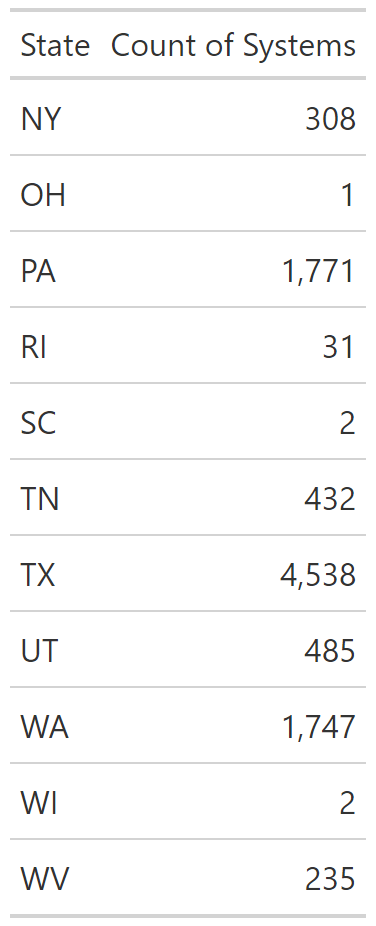 State Count of Systems
NY 308
OH 1
PA 1,771
RI 31
SC 2
TN 432
TX 4,538
UT 485
WA 1,747
WI 2
WV 235